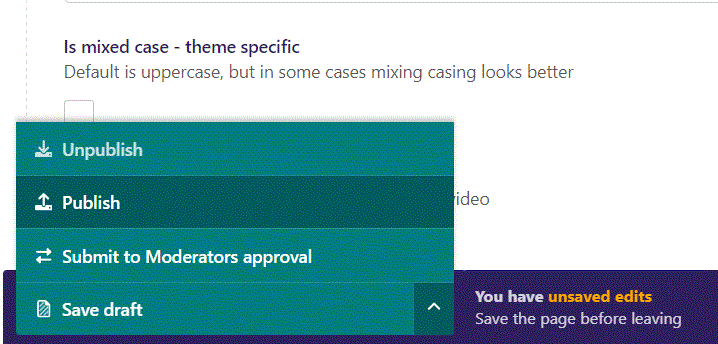 Is mixed case - theme specific
Default is uppercase, but in some cases mixing casing looks better
Unpublish
Publish
video
Submit to Moderators approval
Save draft
You have unsaved edits
Save the page before leaving